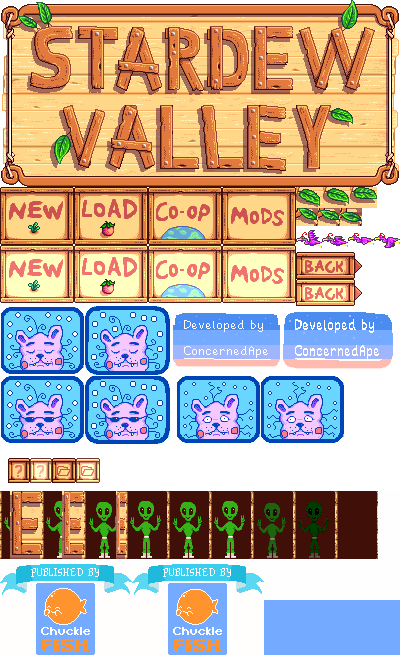 STARDEW
VALLEY
NEW LOAD CO-OP MODS
NEW LOAD CO-OP MODS
BACK
BACK
Developed by
ConcernedApe
Developed by
ConcernedApe
? ?
E E
PUBLISHED BY
Chuckle
FISH
PUBLISHED BY
Chuckle
FISH